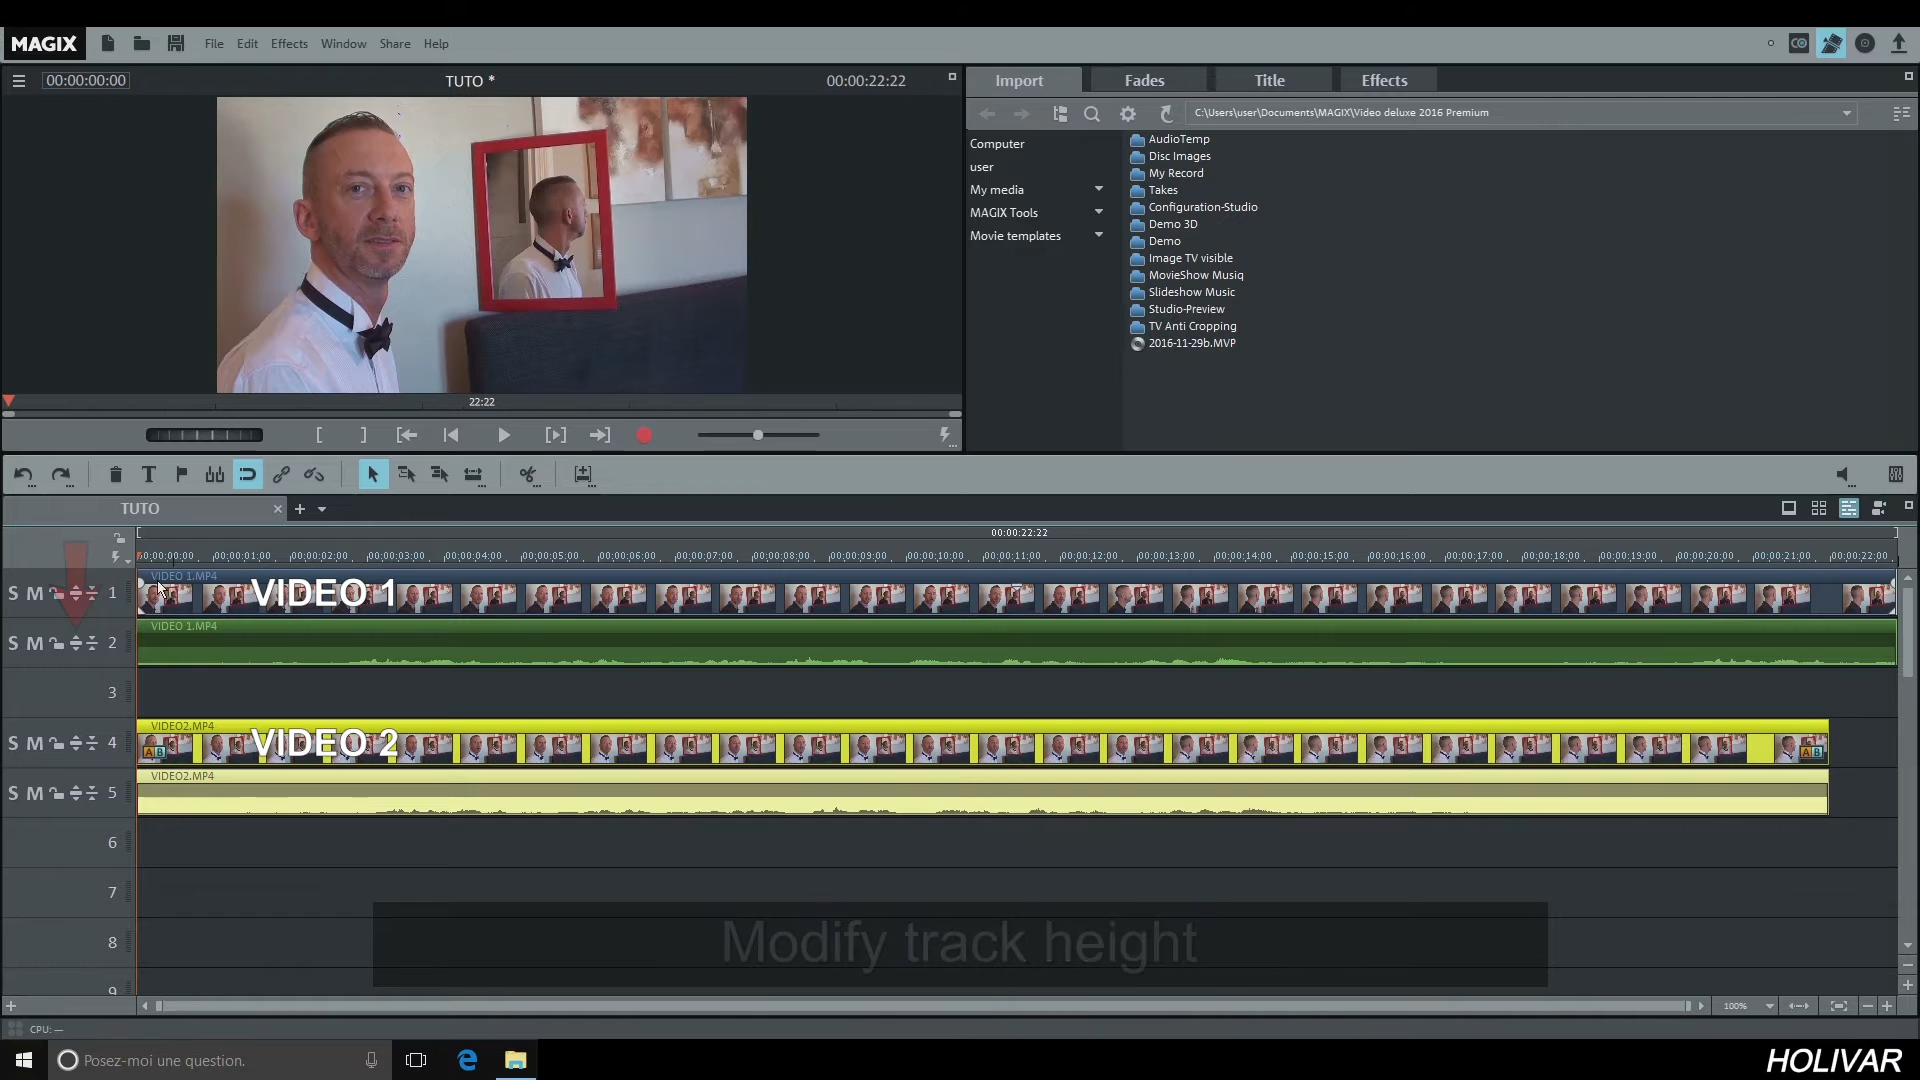 MAGIX File Edit Effects Window Share Help
00:00:00:00 TUTO * 00:00:22:22
Import Fades Title Effects
C:\Users\user\Documents\MAGIX\Video deluxe 2016 Premium
Computer
user
My media
MAGIX Tools
Movie templates
AudioTemp
Disc Images
My Record
Takes
Configuration-Studio
Demo 3D
Demo
Image TV visible
MovieShow Musiq
Slideshow Music
Studio-Preview
TV Anti Cropping
2016-11-29b.MVP
22:22
TUTO
00:00:22:22
00:00:00:00 00:00:01:00 00:00:02:00 00:00:03:00 00:00:04:00 00:00:05:00 00:00:06:00 00:00:07:00 00:00:08:00 00:00:09:00 00:00:10:00 00:00:11:00 00:00:12:00 00:00:13:00 00:00:14:00 00:00:15:00 00:00:16:00 00:00:17:00 00:00:18:00 00:00:19:00 00:00:20:00 00:00:21:00 00:00:22:00
VIDEO 1.MP4
S M 1 VIDEO 1
VIDEO 1.MP4
S M 2
3
VIDEO2.MP4
S M 4 A B VIDEO 2 A B
VIDEO2.MP4
S M 5
6
7
8
Modify track height
9
100%
CPU: —
Posez-moi une question.
HOLIVAR